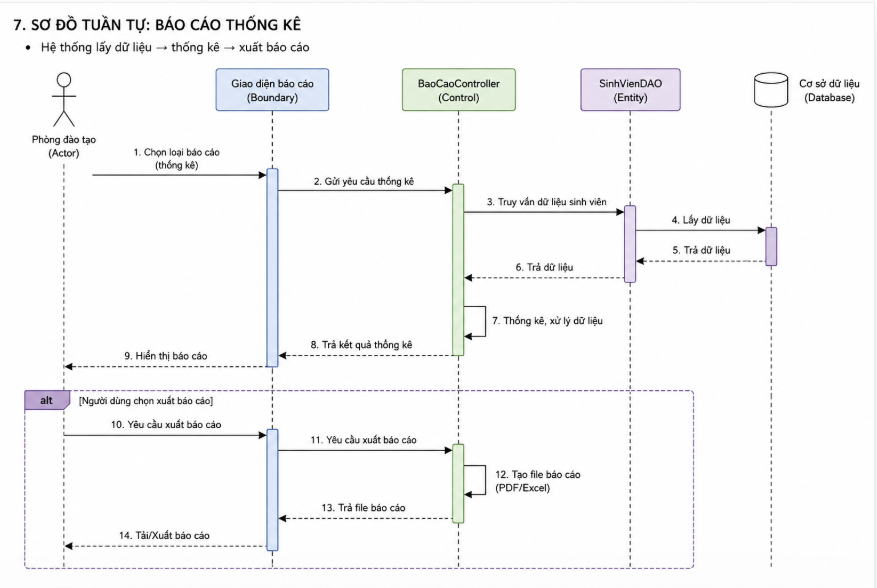 7. SƠ ĐỒ TUẦN TỰ: BÁO CÁO THỐNG KÊ
• Hệ thống lấy dữ liệu → thống kê → xuất báo cáo
Phòng đào tạo
(Actor)
Giao diện báo cáo
(Boundary)
BaoCaoController
(Control)
SinhVienDAO
(Entity)
Cơ sở dữ liệu
(Database)
1. Chọn loại báo cáo
(thống kê)
2. Gửi yêu cầu thống kê
3. Truy vấn dữ liệu sinh viên
4. Lấy dữ liệu
5. Trả dữ liệu
6. Trả dữ liệu
7. Thống kê, xử lý dữ liệu
8. Trả kết quả thống kê
9. Hiển thị báo cáo
alt
[Người dùng chọn xuất báo cáo]
10. Yêu cầu xuất báo cáo
11. Yêu cầu xuất báo cáo
12. Tạo file báo cáo
(PDF/Excel)
13. Trả file báo cáo
14. Tải/Xuất báo cáo